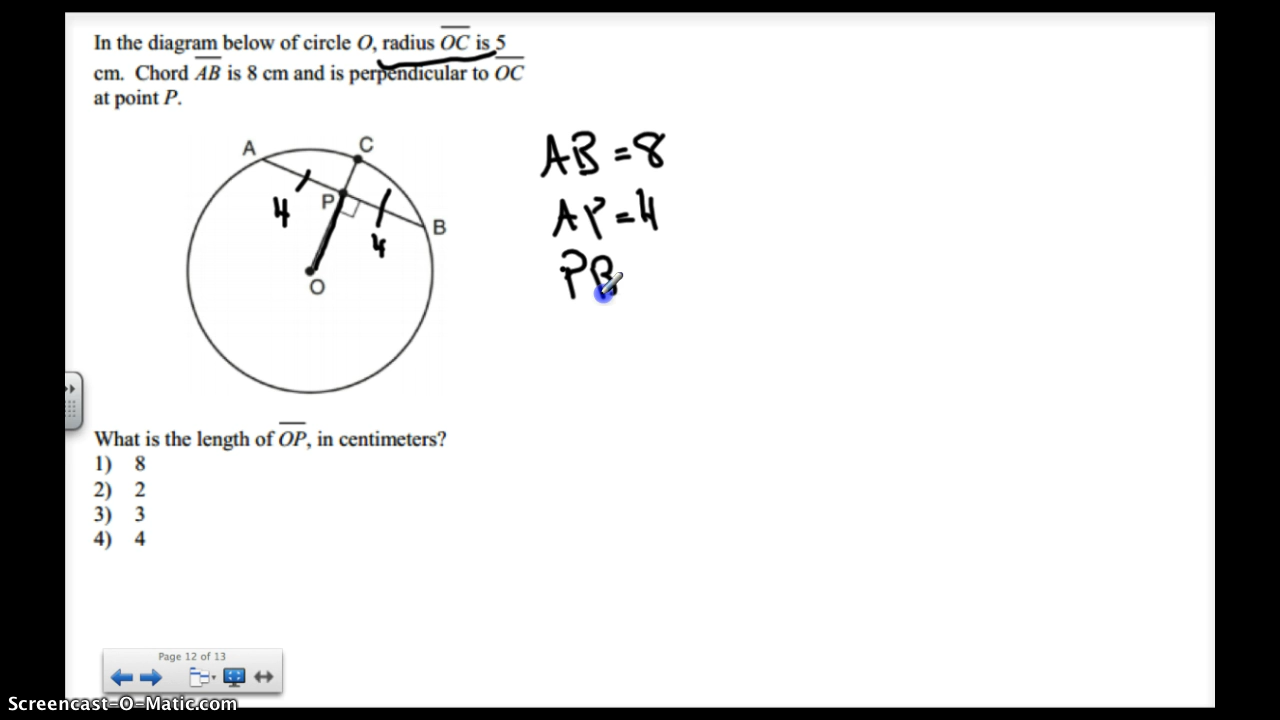 In the diagram below of circle O, radius OC is 5
cm. Chord AB is 8 cm and is perpendicular to OC
at point P.
A
C
P
B
O
4
4
AB = 8
AP = 4
PB
What is the length of OP, in centimeters?
1) 8
2) 2
3) 3
4) 4
Page 12 of 13
Screencast-O-Matic.com